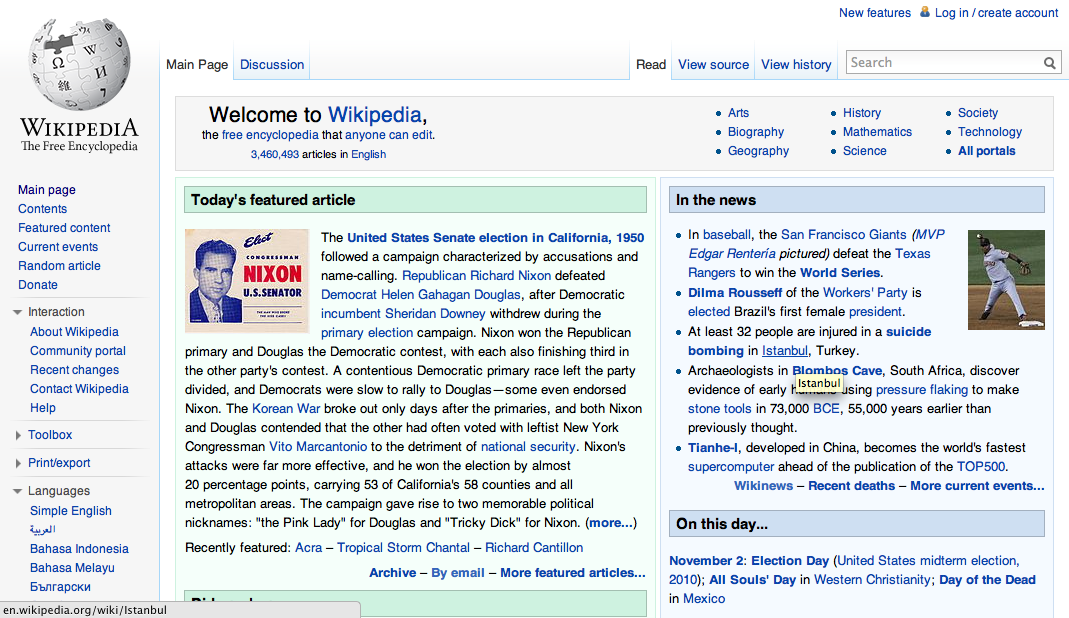 New features Log in / create account
WIKIPEDIA
The Free Encyclopedia
Main Page Discussion Read View source View history Search
Welcome to Wikipedia,
the free encyclopedia that anyone can edit.
3,460,493 articles in English
Arts
Biography
Geography
History
Mathematics
Science
Society
Technology
All portals
Main page
Contents
Featured content
Current events
Random article
Donate
Interaction
About Wikipedia
Community portal
Recent changes
Contact Wikipedia
Help
Toolbox
Print/export
Languages
Simple English
العربية
Bahasa Indonesia
Bahasa Melayu
Български
en.wikipedia.org/wiki/Istanbul
Today's featured article
Elect
CONGRESSMAN
NIXON
U.S. SENATOR
The United States Senate election in California, 1950
followed a campaign characterized by accusations and
name-calling. Republican Richard Nixon defeated
Democrat Helen Gahagan Douglas, after Democratic
incumbent Sheridan Downey withdrew during the
primary election campaign. Nixon won the Republican
primary and Douglas the Democratic contest, with each also finishing third in
the other party's contest. A contentious Democratic primary race left the party
divided, and Democrats were slow to rally to Douglas—some even endorsed
Nixon. The Korean War broke out only days after the primaries, and both Nixon
and Douglas contended that the other had often voted with leftist New York
Congressman Vito Marcantonio to the detriment of national security. Nixon's
attacks were far more effective, and he won the election by almost
20 percentage points, carrying 53 of California's 58 counties and all
metropolitan areas. The campaign gave rise to two memorable political
nicknames: "the Pink Lady" for Douglas and "Tricky Dick" for Nixon. (more...)
Recently featured: Acra – Tropical Storm Chantal – Richard Cantillon
Archive – By email – More featured articles...
In the news
In baseball, the San Francisco Giants (MVP
Edgar Rentería pictured) defeat the Texas
Rangers to win the World Series.
Dilma Rousseff of the Workers' Party is
elected Brazil's first female president.
At least 32 people are injured in a suicide
bombing in Istanbul, Turkey.
Archaeologists in Blombos Cave, South Africa, discover
Istanbul
evidence of early using pressure flaking to make
stone tools in 73,000 BCE, 55,000 years earlier than
previously thought.
Tianhe-I, developed in China, becomes the world's fastest
supercomputer ahead of the publication of the TOP500.
Wikinews – Recent deaths – More current events...
On this day...
November 2: Election Day (United States midterm election,
2010); All Souls' Day in Western Christianity; Day of the Dead
in Mexico